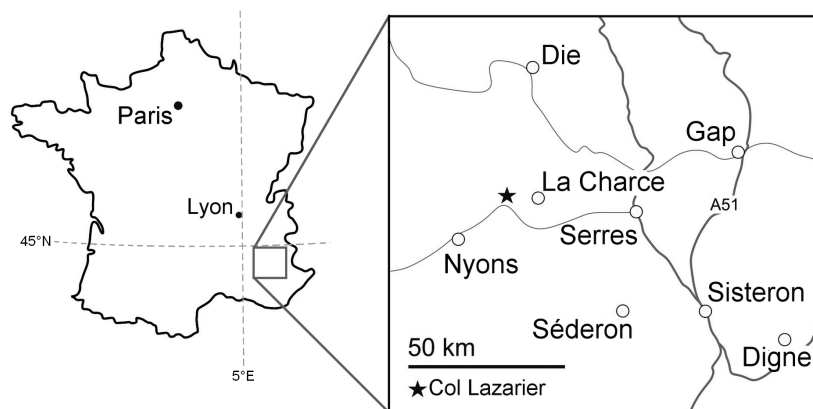 Paris
Lyon
45°N
5°E
Die
Gap
La Charce
A51
Serres
Nyons
Sisteron
Séderon
Digne
50 km
★Col Lazarier